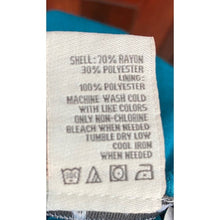 SHELL: 70% RAYON
30% POLYESTER
LINING:
100% POLYESTER
MACHINE WASH COLD
WITH LIKE COLORS
ONLY NON-CHLORINE
BLEACH WHEN NEEDED
TUMBLE DRY LOW
COOL IRON
WHEN NEEDED